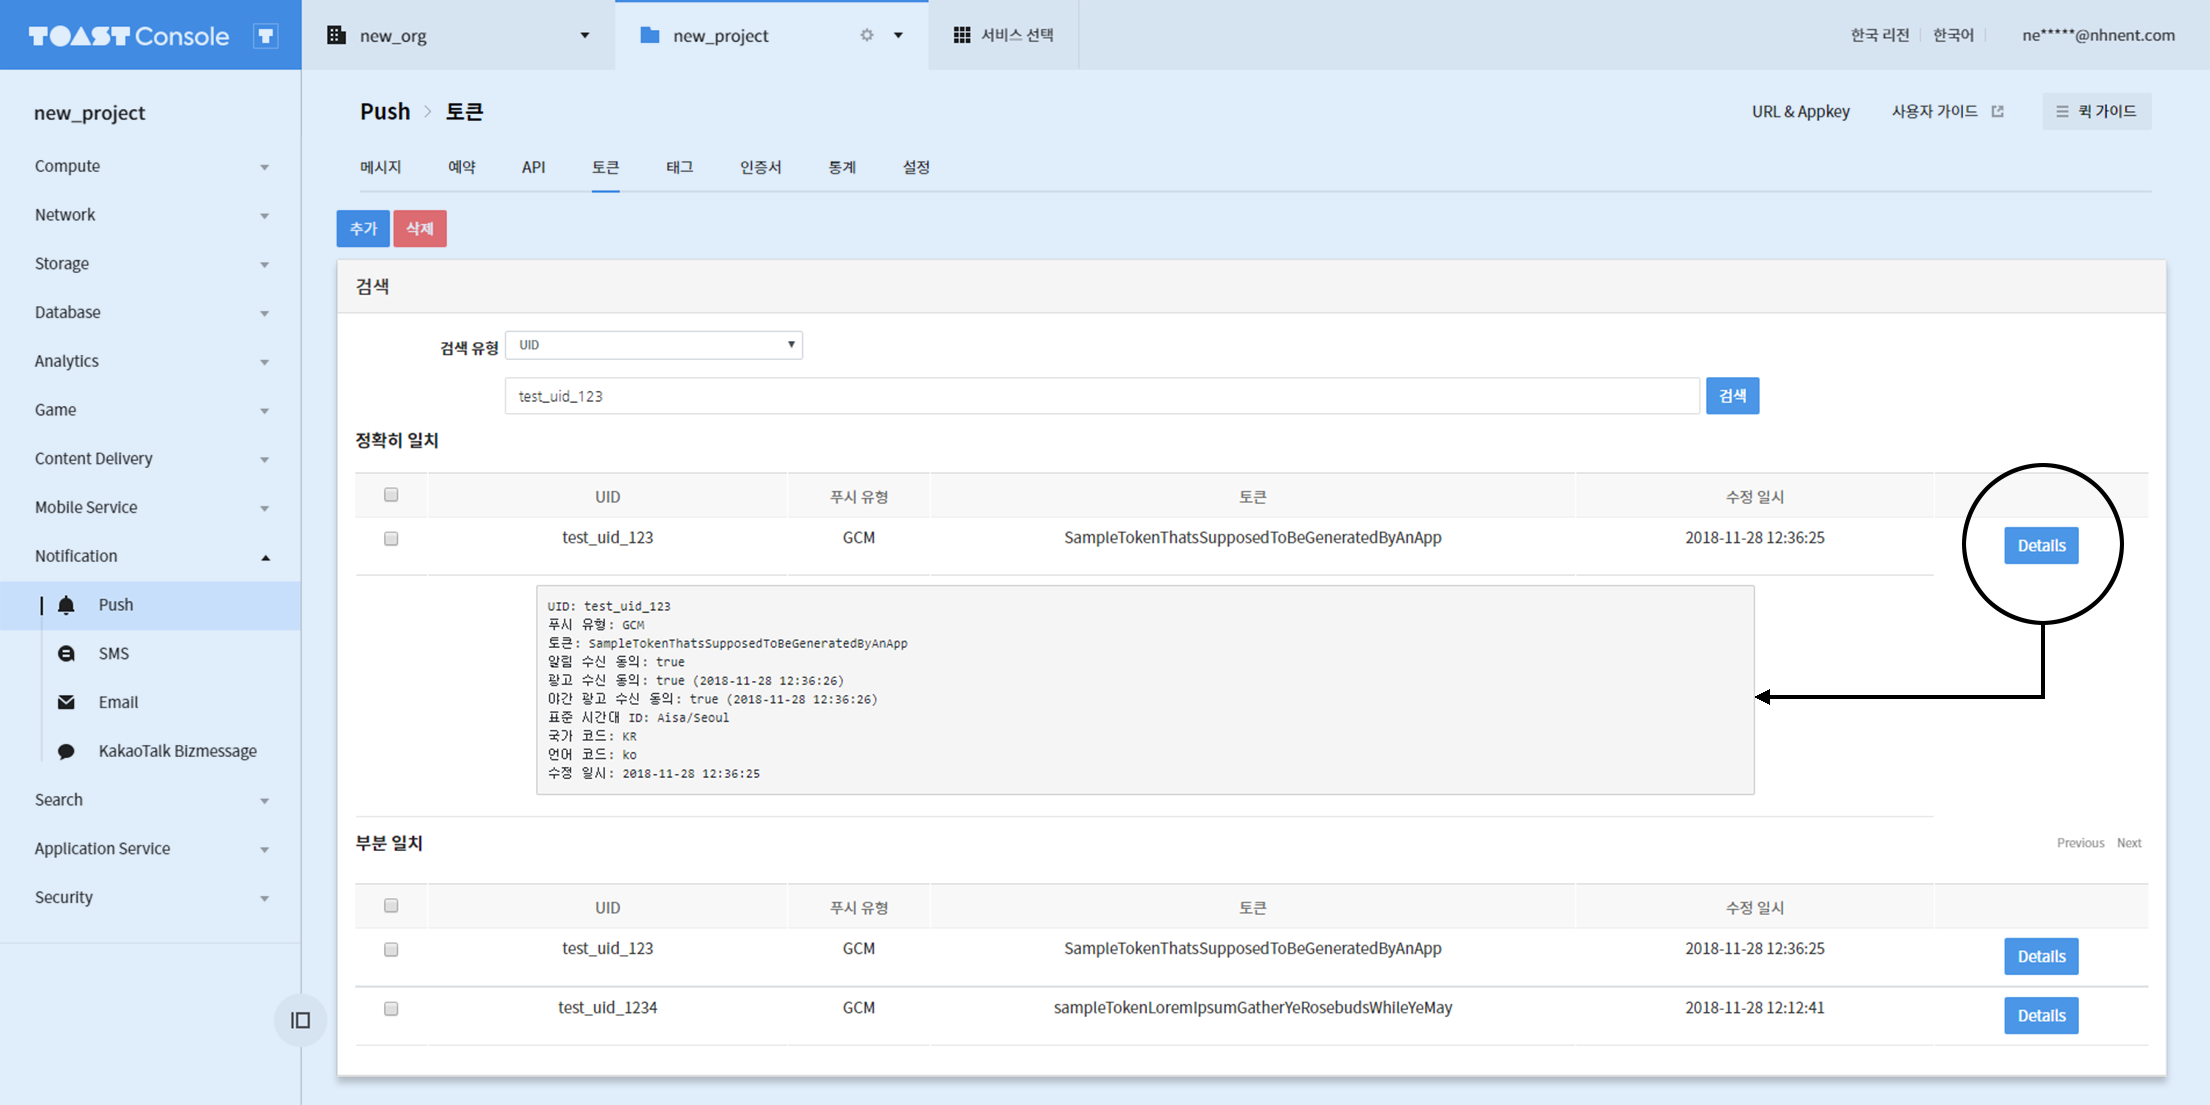 TOAST Console
new_org
new_project
서비스 선택
한국 리전
한국어
ne*****@nhnent.com
new_project
Compute
Network
Storage
Database
Analytics
Game
Content Delivery
Mobile Service
Notification
Push
SMS
Email
KakaoTalk Bizmessage
Search
Application Service
Security
Push > 토큰
URL & Appkey
사용자 가이드
퀵 가이드
메시지 예약 API 토큰 태그 인증서 통계 설정
추가 삭제
검색
검색 유형 UID
test_uid_123 검색
정확히 일치
UID 푸시 유형 토큰 수정 일시
test_uid_123 GCM SampleTokenThatsSupposedToBeGeneratedByAnApp 2018-11-28 12:36:25 Details
UID: test_uid_123
푸시 유형: GCM
토큰: SampleTokenThatsSupposedToBeGeneratedByAnApp
알림 수신 동의: true
광고 수신 동의: true (2018-11-28 12:36:26)
야간 광고 수신 동의: true (2018-11-28 12:36:26)
표준 시간대 ID: Aisa/Seoul
국가 코드: KR
언어 코드: ko
수정 일시: 2018-11-28 12:36:25
부분 일치
Previous Next
UID 푸시 유형 토큰 수정 일시
test_uid_123 GCM SampleTokenThatsSupposedToBeGeneratedByAnApp 2018-11-28 12:36:25 Details
test_uid_1234 GCM sampleTokenLoremIpsumGatherYeRosebudsWhileYeMay 2018-11-28 12:12:41 Details